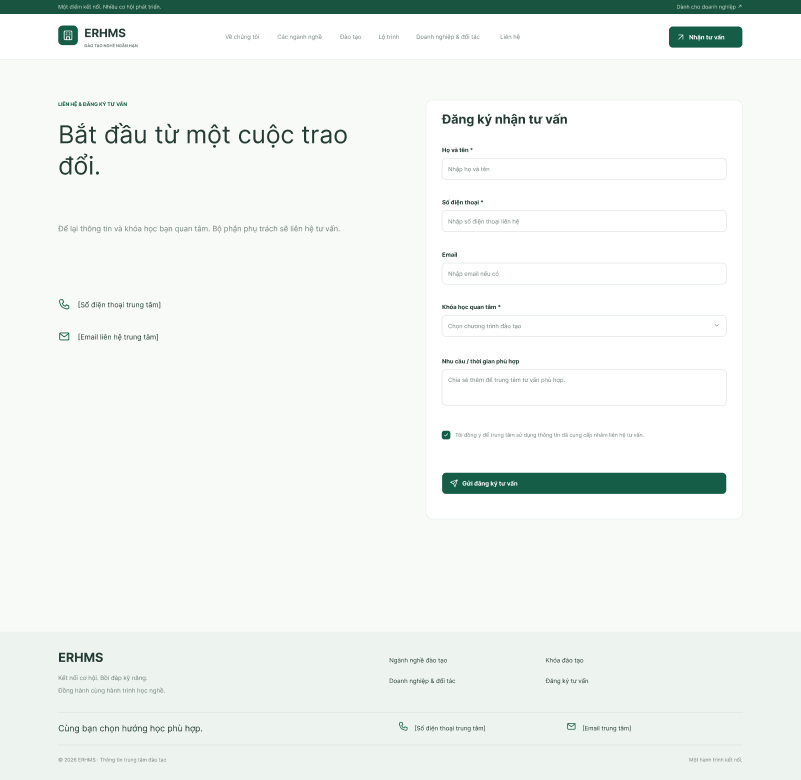 Một điểm kết nối. Nhiều cơ hội phát triển.
Dành cho doanh nghiệp ↗
ERHMS
ĐÀO TẠO NGHỀ NGẮN HẠN
Về chúng tôi
Các ngành nghề
Đào tạo
Lộ trình
Doanh nghiệp & đối tác
Liên hệ
Nhận tư vấn
LIÊN HỆ & ĐĂNG KÝ TƯ VẤN
Bắt đầu từ một cuộc trao
đổi.
Để lại thông tin và khóa học bạn quan tâm. Bộ phận phụ trách sẽ liên hệ tư vấn.
[Số điện thoại trung tâm]
[Email liên hệ trung tâm]
Đăng ký nhận tư vấn
Họ và tên *
Nhập họ và tên
Số điện thoại *
Nhập số điện thoại liên hệ
Email
Nhập email nếu có
Khóa học quan tâm *
Chọn chương trình đào tạo
Nhu cầu / thời gian phù hợp
Chia sẻ thêm để trung tâm tư vấn phù hợp.
Tôi đồng ý để trung tâm sử dụng thông tin đã cung cấp nhằm liên hệ tư vấn.
Gửi đăng ký tư vấn
ERHMS
Kết nối cơ hội. Bồi đắp kỹ năng.
Đồng hành cùng hành trình học nghề.
Ngành nghề đào tạo
Khóa đào tạo
Doanh nghiệp & đối tác
Đăng ký tư vấn
Cùng bạn chọn hướng học phù hợp.
[Số điện thoại trung tâm]
[Email trung tâm]
© 2026 ERHMS · Thông tin trung tâm đào tạo
Một hành trình kết nối.